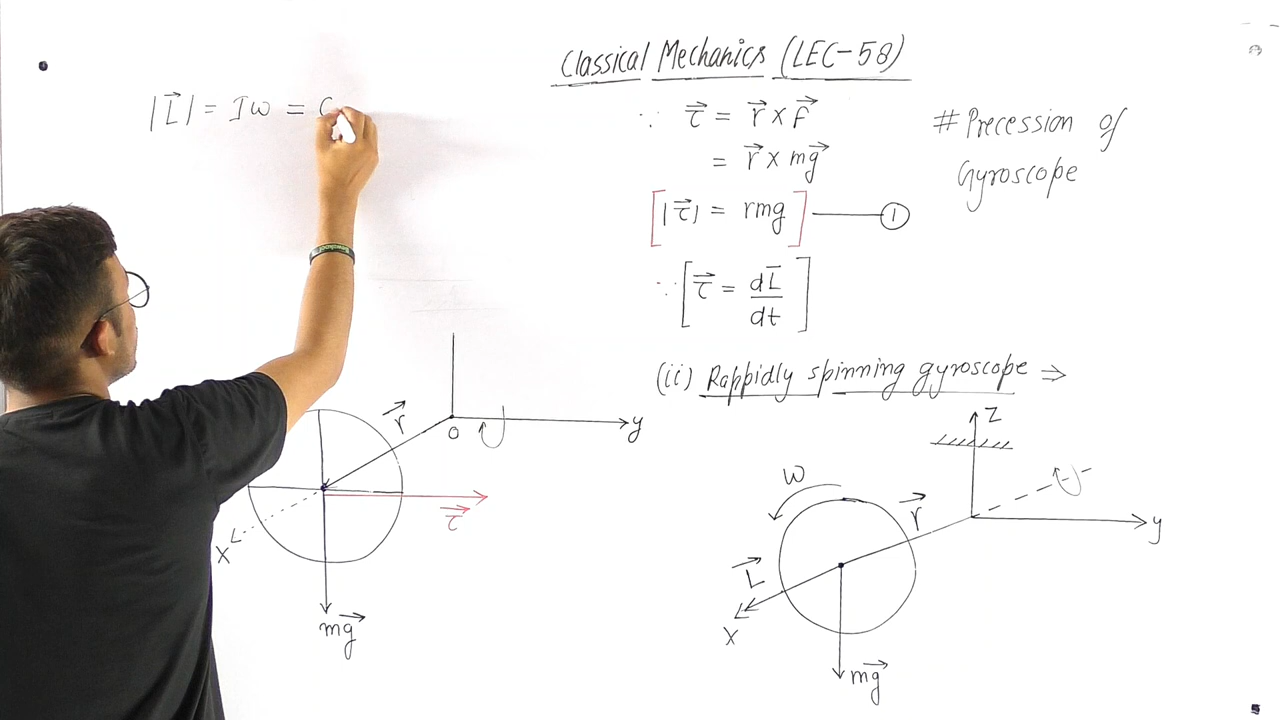 Classical Mechanics (LEC-58)
|L⃗| = Iω = C
∵ τ⃗ = r⃗ × F⃗
= r⃗ × mg⃗
[|τ⃗| = rmg] —— ①
∵ [τ⃗ = dL̄/dt]
# Precession of
Gyroscope
(ii) Rappidly spinning gyroscope ⇒
r⃗
O
y
τ⃗
X
mg⃗
Z
ω
r⃗
y
L⃗
X
mg⃗